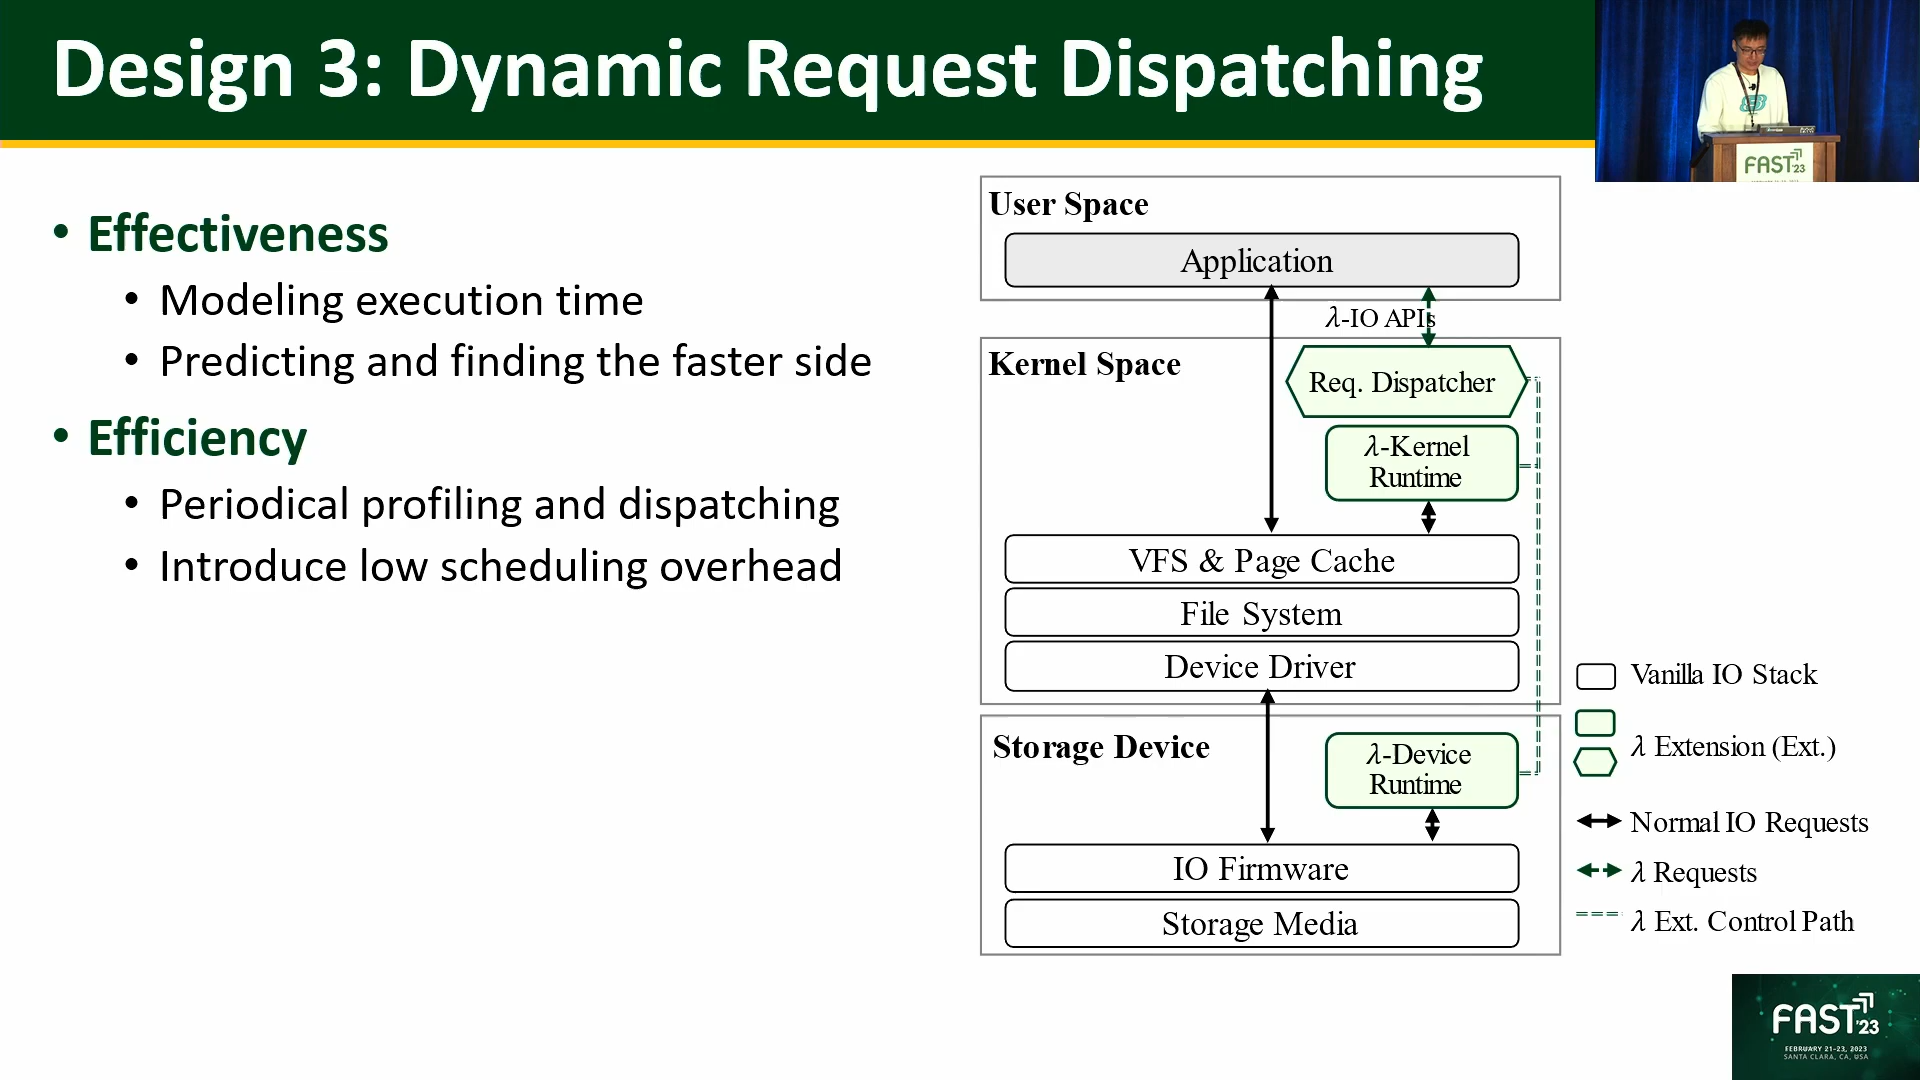 Design 3: Dynamic Request Dispatching
FAST'23
• Effectiveness
• Modeling execution time
• Predicting and finding the faster side
• Efficiency
• Periodical profiling and dispatching
• Introduce low scheduling overhead
User Space
Application
λ-IO APIs
Kernel Space
Req. Dispatcher
λ-Kernel
Runtime
VFS & Page Cache
File System
Device Driver
Storage Device
λ-Device
Runtime
IO Firmware
Storage Media
Vanilla IO Stack
λ Extension (Ext.)
Normal IO Requests
λ Requests
λ Ext. Control Path
FAST'23
FEBRUARY 21–23, 2023
SANTA CLARA, CA, USA